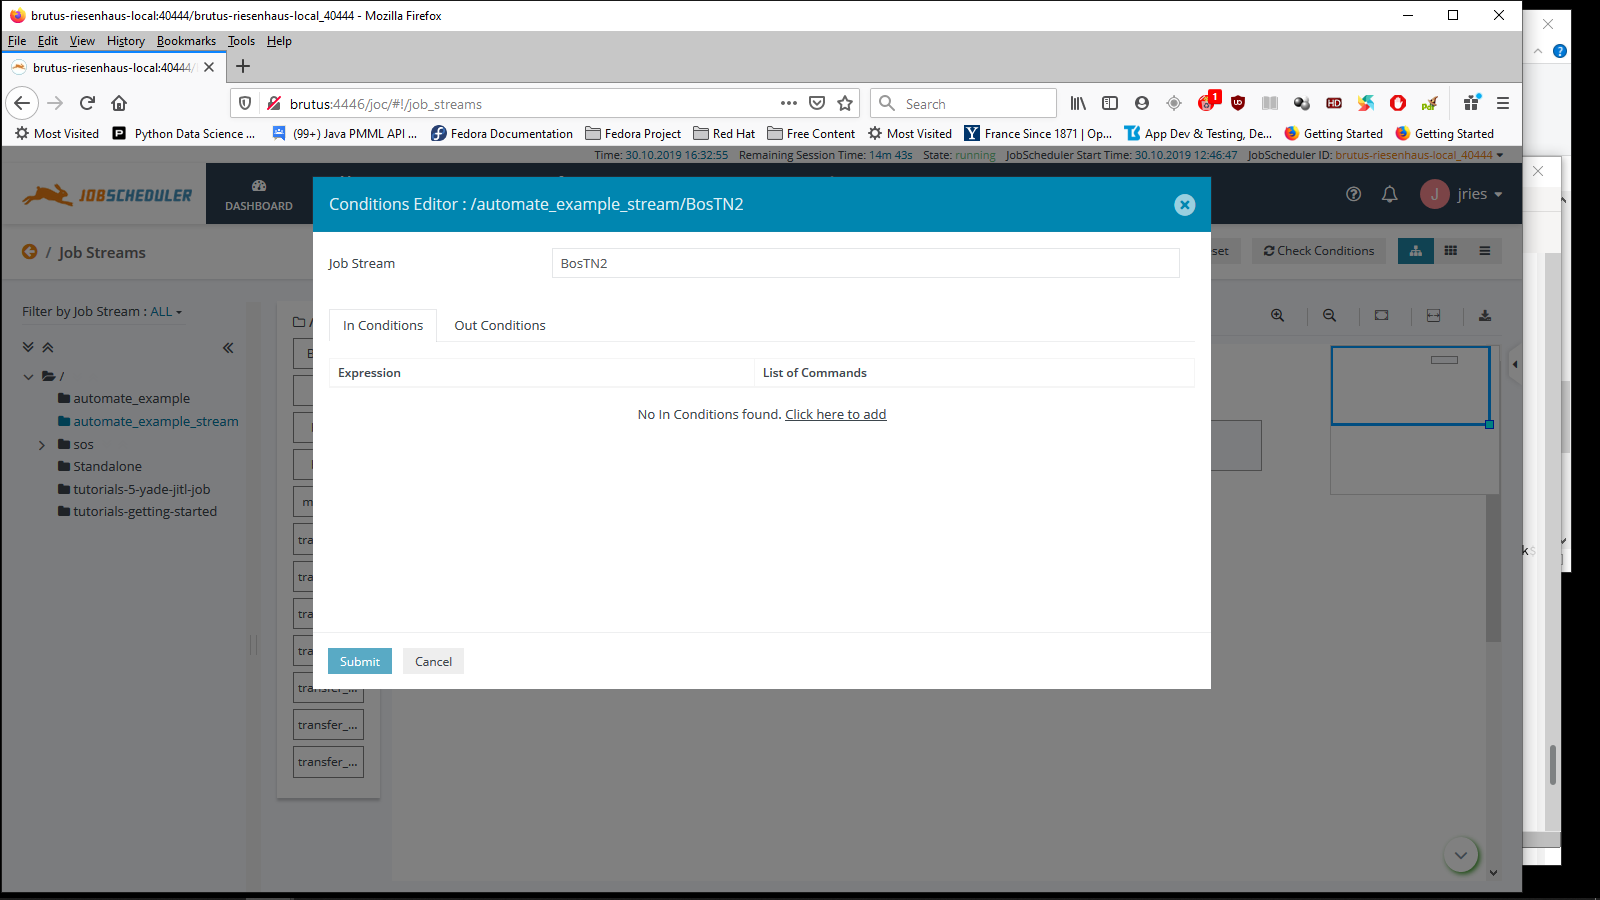 brutus-riesenhaus-local:40444/brutus-riesenhaus-local_40444 - Mozilla Firefox
File Edit View History Bookmarks Tools Help
brutus-riesenhaus-local:40444/
brutus:4446/joc/#!/job_streams
Search
1
Most Visited Python Data Science ... (99+) Java PMML API ... Fedora Documentation Fedora Project Red Hat Free Content Most Visited France Since 1871 | Op... App Dev & Testing, De... Getting Started Getting Started
Time: 30.10.2019 16:32:55 Remaining Session Time: 14m 43s State: running JobScheduler Start Time: 30.10.2019 12:46:47 JobScheduler ID: brutus-riesenhaus-local_40444
JOBSCHEDULER
DASHBOARD
J jries
Conditions Editor : /automate_example_stream/BosTN2
/ Job Streams
set Check Conditions
Job Stream BosTN2
Filter by Job Stream : ALL
In Conditions Out Conditions
Expression List of Commands
No In Conditions found. Click here to add
/
automate_example
automate_example_stream
sos
Standalone
tutorials-5-yade-jitl-job
tutorials-getting-started
m
tra
tra
tra
tra
transfer_...
transfer_...
transfer_...
Submit Cancel